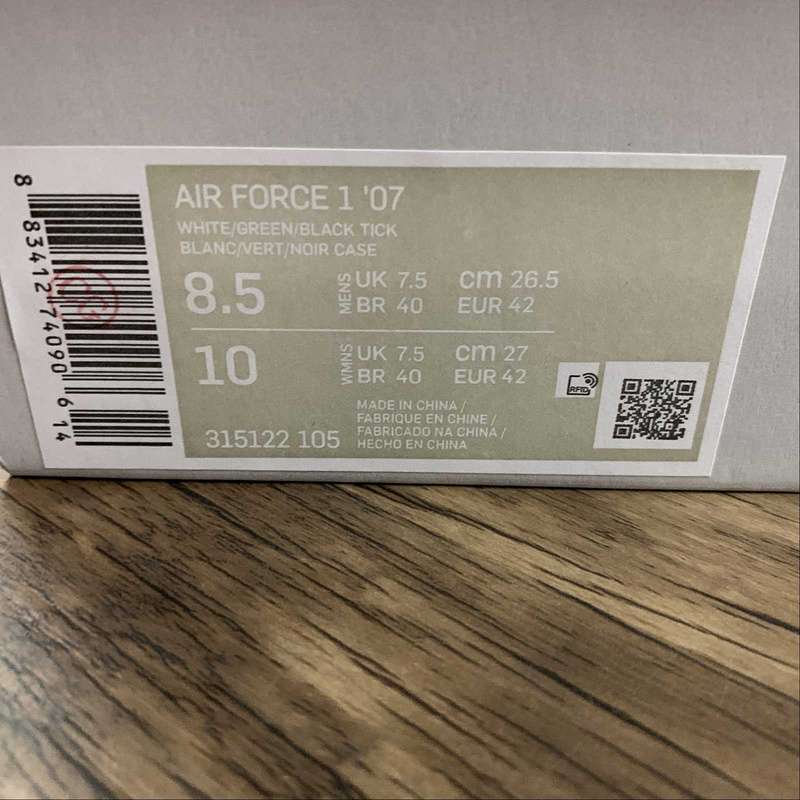 8 83412 74090 6 14
AIR FORCE 1 '07
WHITE/GREEN/BLACK TICK
BLANC/VERT/NOIR CASE
8.5
MENS
UK 7.5 cm 26.5
BR 40 EUR 42
10
WMNS
UK 7.5 cm 27
BR 40 EUR 42
315122 105
MADE IN CHINA /
FABRIQUE EN CHINE /
FABRICADO NA CHINA /
HECHO EN CHINA
RFID